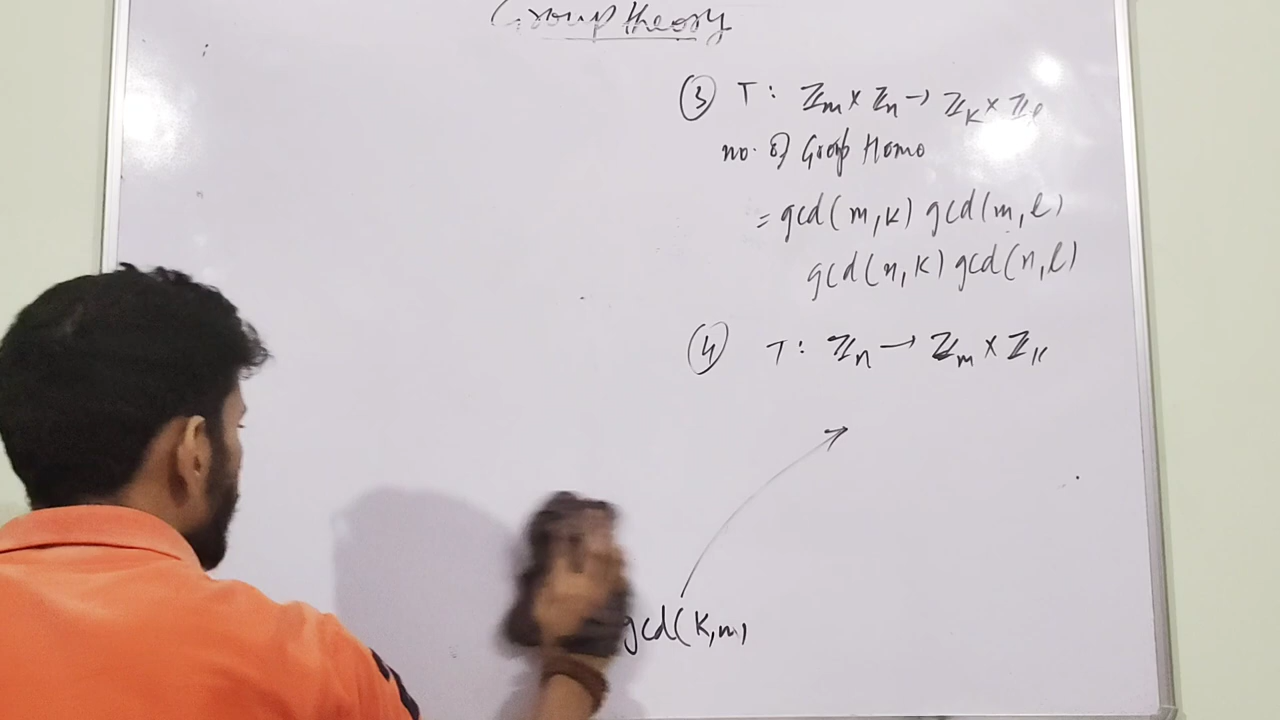 Group theory
③ T: ℤm × ℤn → ℤk × ℤl
no. of Group Homo
= gcd(m,k) gcd(m,l)
gcd(n,k) gcd(n,l)
④ T: ℤn → ℤm × ℤk
gcd(k,m)